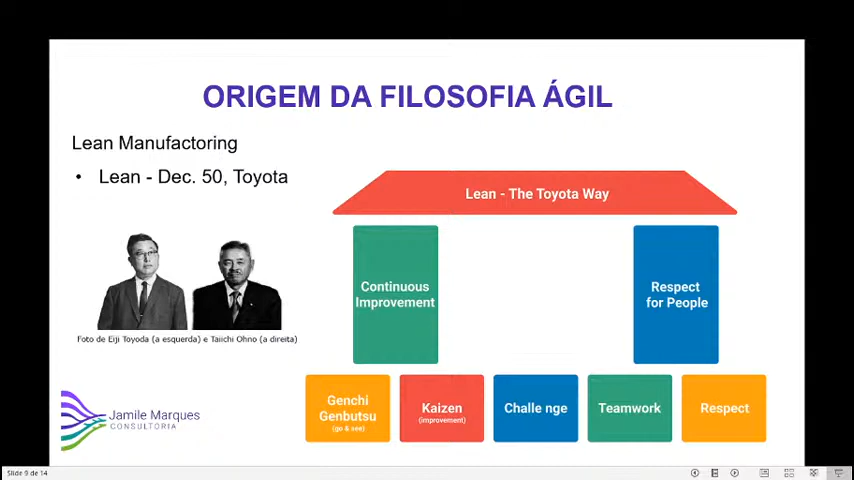 ORIGEM DA FILOSOFIA ÁGIL
Lean Manufactoring
• Lean - Dec. 50, Toyota
Lean - The Toyota Way
Continuous
Improvement
Respect
for People
Foto de Eiji Toyoda (a esquerda) e Taiichi Ohno (a direita)
Genchi
Genbutsu
(go & see)
Kaizen
(improvement)
Challe nge
Teamwork
Respect
Jamile Marques
CONSULTORIA
Slide 9 de 14